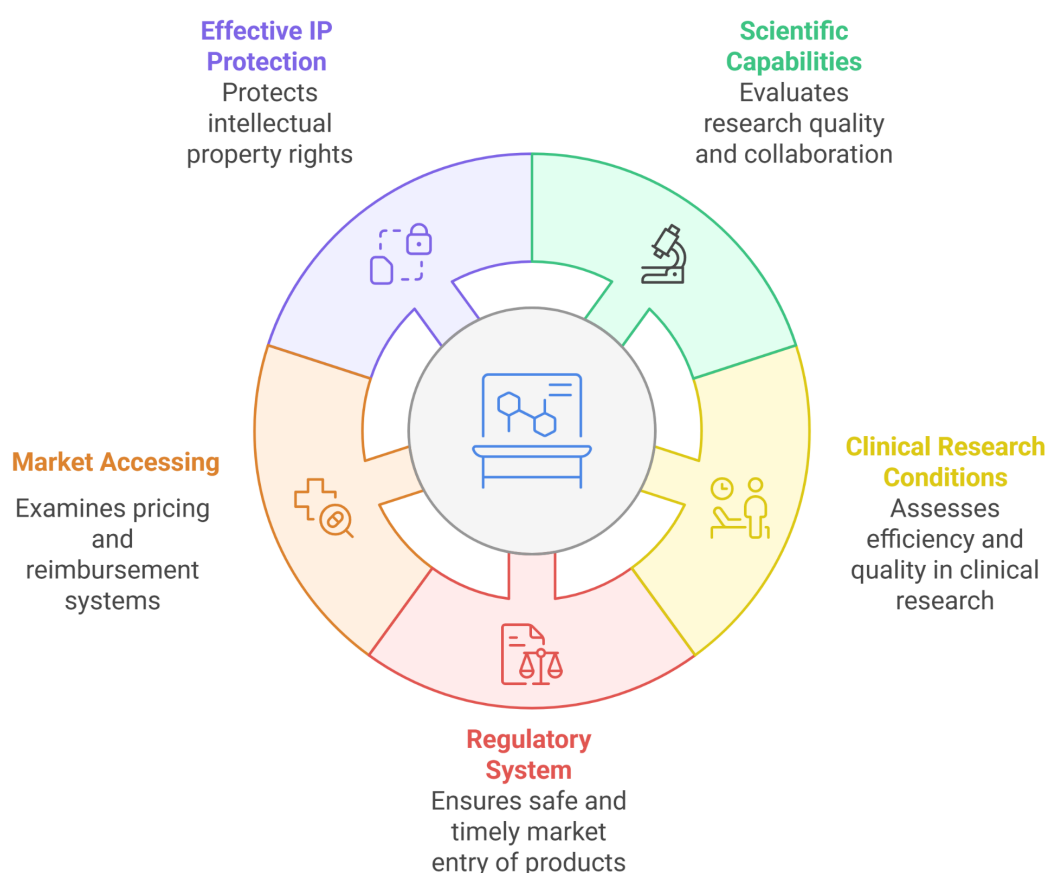 Effective IP
Protection
Protects
intellectual
property rights
Scientific
Capabilities
Evaluates
research quality
and collaboration
Market Accessing
Examines pricing
and
reimbursement
systems
Clinical Research
Conditions
Assesses
efficiency and
quality in clinical
research
Regulatory
System
Ensures safe and
timely market
entry of products